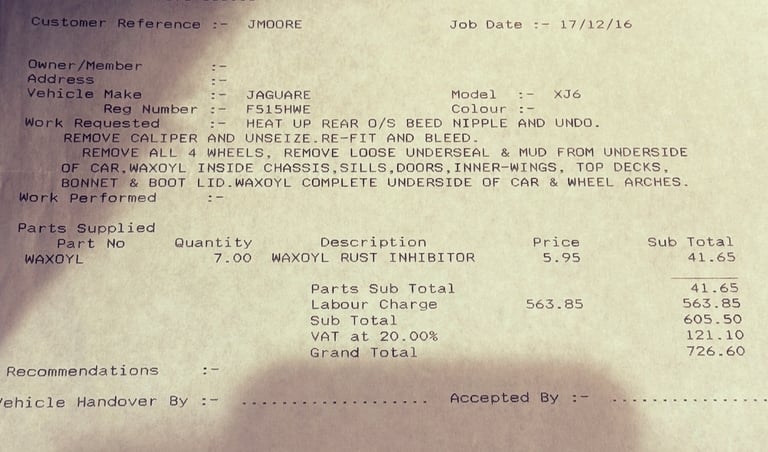 Customer Reference :- JMOORE Job Date :- 17/12/16
Owner/Member :-
Address :-
Vehicle Make :- JAGUARE Model :- XJ6
Reg Number :- F515HWE Colour :-
Work Requested :- HEAT UP REAR O/S BEED NIPPLE AND UNDO.
REMOVE CALIPER AND UNSEIZE.RE-FIT AND BLEED.
REMOVE ALL 4 WHEELS, REMOVE LOOSE UNDERSEAL & MUD FROM UNDERSIDE
OF CAR,WAXOYL INSIDE CHASSIS,SILLS,DOORS,INNER-WINGS, TOP DECKS,
BONNET & BOOT LID.WAXOYL COMPLETE UNDERSIDE OF CAR & WHEEL ARCHES.
Work Performed :-
Parts Supplied
Part No Quantity Description Price Sub Total
WAXOYL 7.00 WAXOYL RUST INHIBITOR 5.95 41.65
Parts Sub Total 41.65
Labour Charge 563.85 563.85
Sub Total 605.50
VAT at 20.00% 121.10
Grand Total 726.60
Recommendations :-
Vehicle Handover By :- ................... Accepted By :- ................